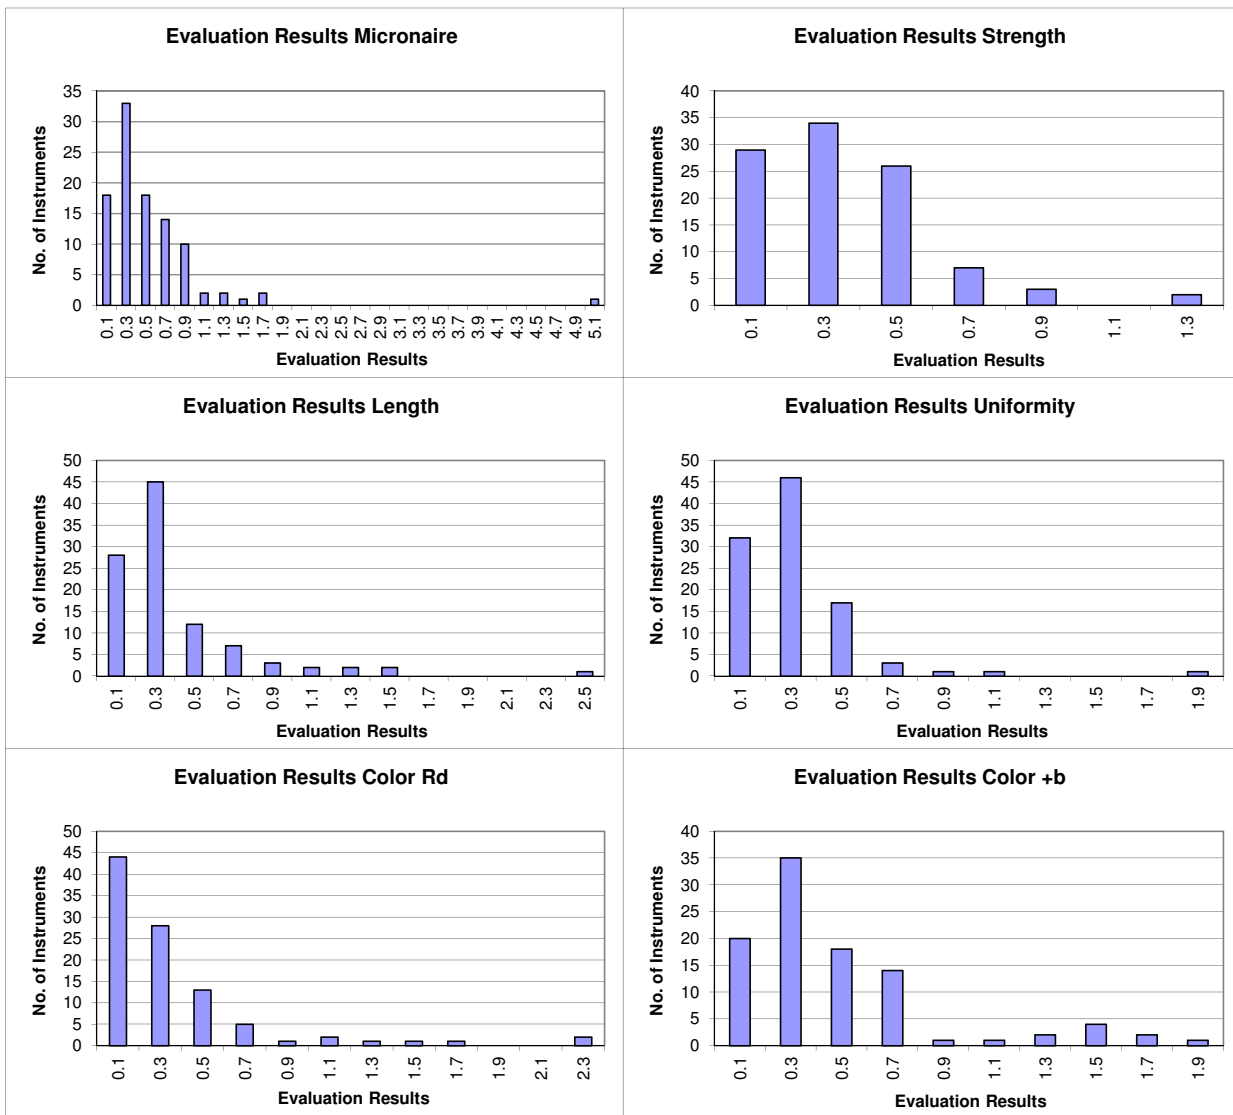 Evaluation Results Micronaire
No. of Instruments
35
30
25
20
15
10
5
0
0.1 0.3 0.5 0.7 0.9 1.1 1.3 1.5 1.7 1.9 2.1 2.3 2.5 2.7 2.9 3.1 3.3 3.5 3.7 3.9 4.1 4.3 4.5 4.7 4.9 5.1
Evaluation Results
Evaluation Results Strength
No. of Instruments
40
35
30
25
20
15
10
5
0
0.1 0.3 0.5 0.7 0.9 1.1 1.3
Evaluation Results
Evaluation Results Length
No. of Instruments
50
45
40
35
30
25
20
15
10
5
0
0.1 0.3 0.5 0.7 0.9 1.1 1.3 1.5 1.7 1.9 2.1 2.3 2.5
Evaluation Results
Evaluation Results Uniformity
No. of Instruments
50
45
40
35
30
25
20
15
10
5
0
0.1 0.3 0.5 0.7 0.9 1.1 1.3 1.5 1.7 1.9
Evaluation Results
Evaluation Results Color Rd
No. of Instruments
50
45
40
35
30
25
20
15
10
5
0
0.1 0.3 0.5 0.7 0.9 1.1 1.3 1.5 1.7 1.9 2.1 2.3
Evaluation Results
Evaluation Results Color +b
No. of Instruments
40
35
30
25
20
15
10
5
0
0.1 0.3 0.5 0.7 0.9 1.1 1.3 1.5 1.7 1.9
Evaluation Results